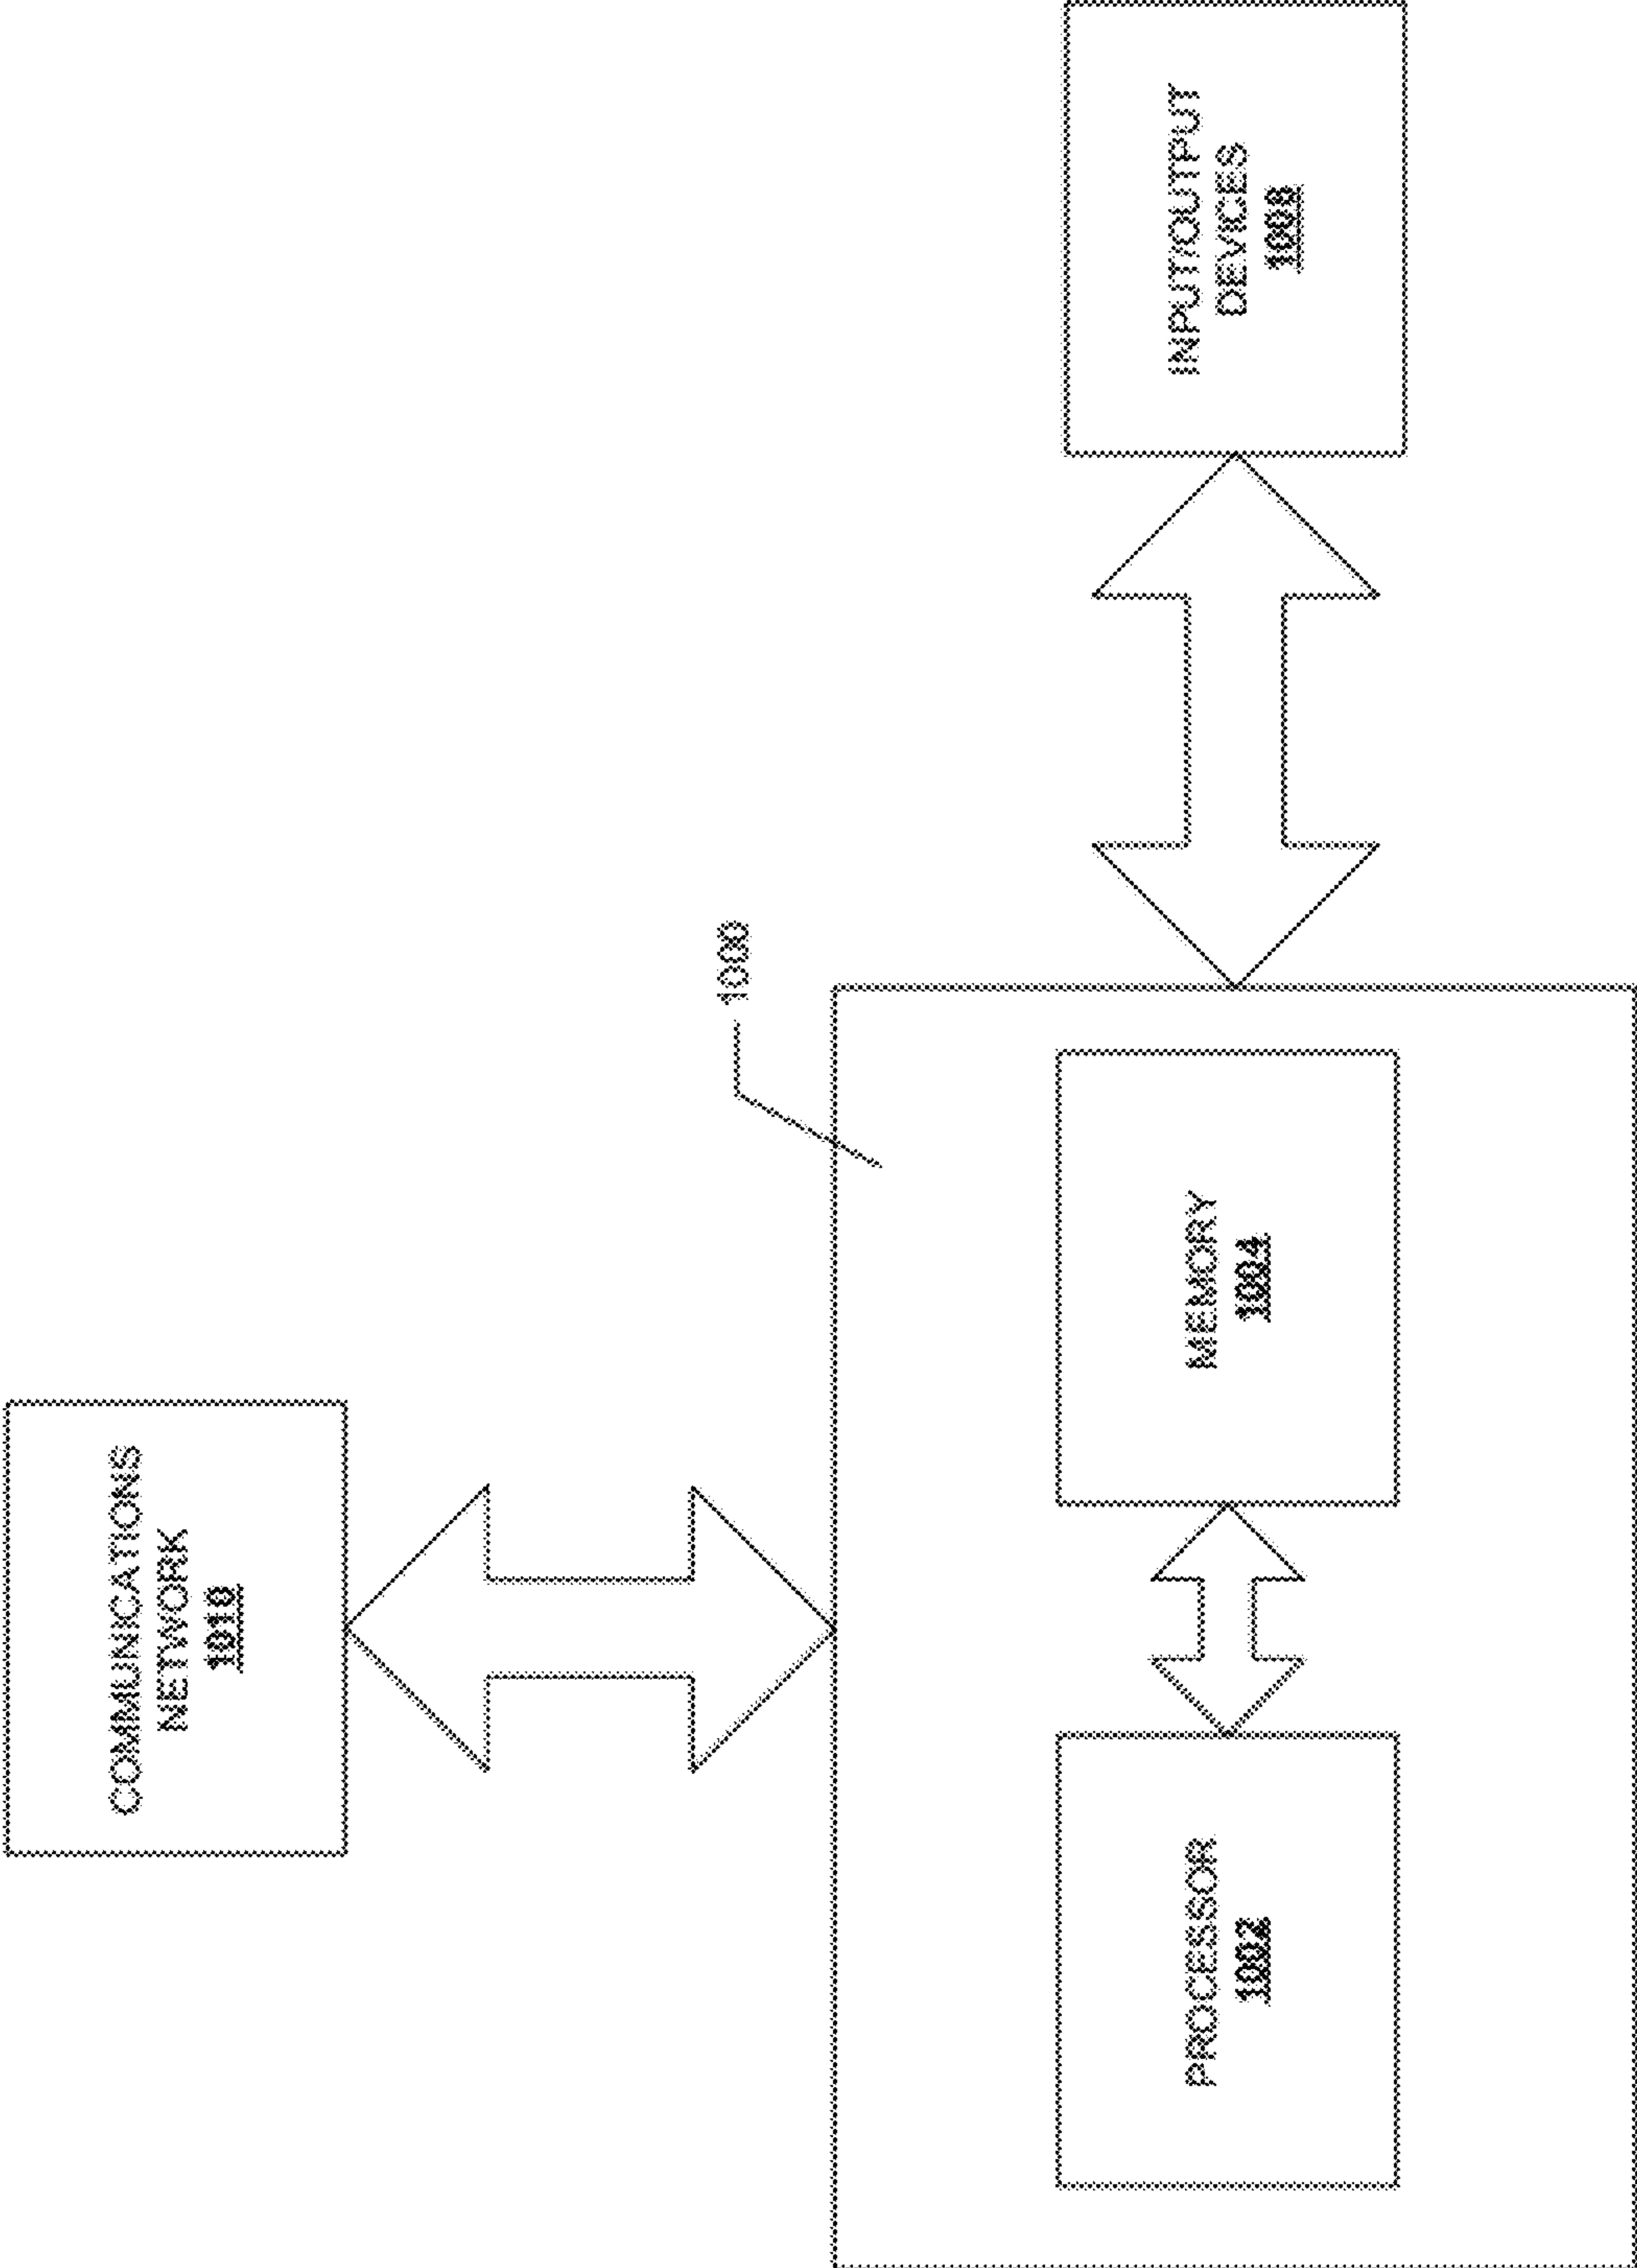 COMMUNICATIONS
NETWORK
1010
1000
PROCESSOR
1002
MEMORY
1004
INPUT/OUTPUT
DEVICES
1008